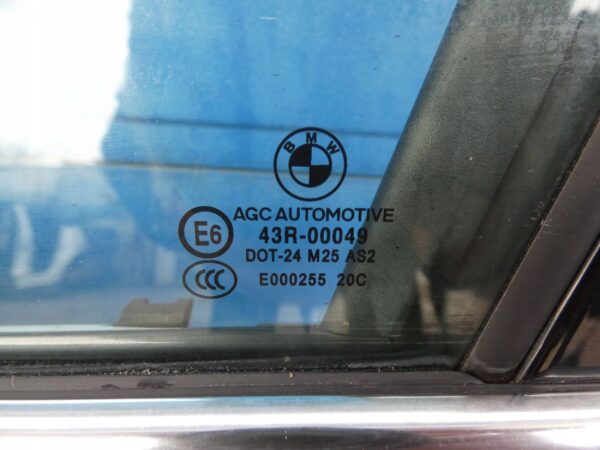 BMW
AGC AUTOMOTIVE
E6 43R-00049
DOT-24 M25 AS2
CCC E000255 20C